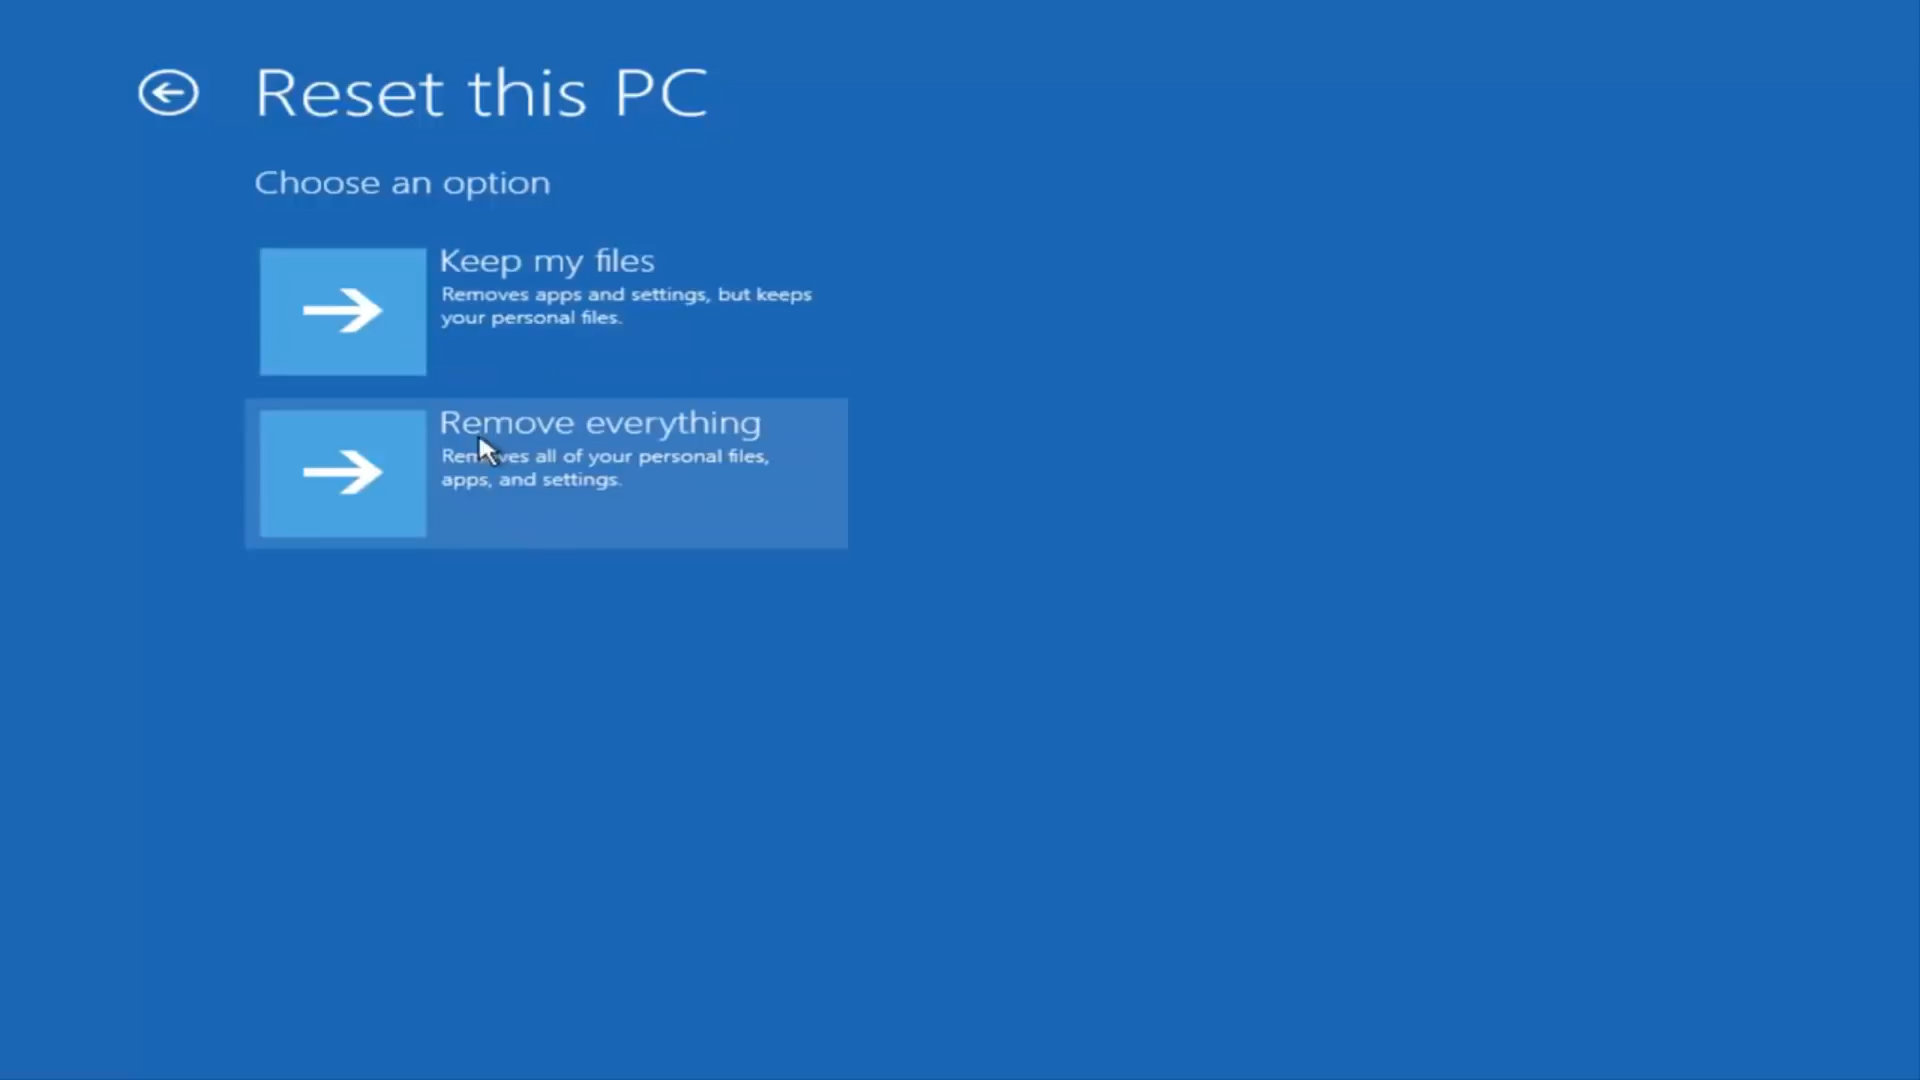 Reset this PC
Choose an option
Keep my files
Removes apps and settings, but keeps
your personal files.
Remove everything
Removes all of your personal files,
apps, and settings.